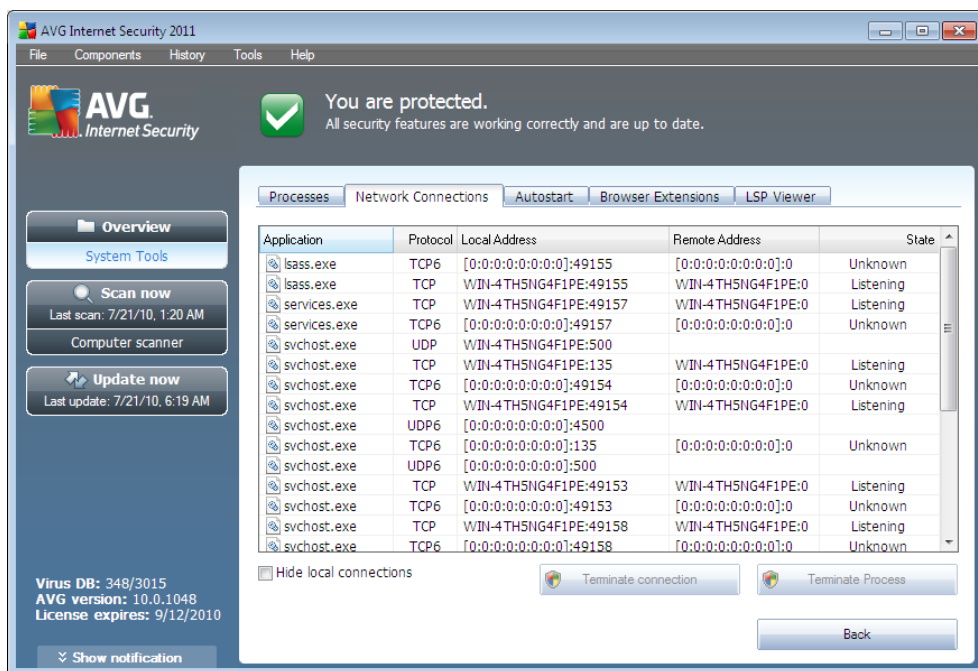 AVG Internet Security 2011
File Components History Tools Help
AVG.
Internet Security
You are protected.
All security features are working correctly and are up to date.
Overview
System Tools
Scan now
Last scan: 7/21/10, 1:20 AM
Computer scanner
Update now
Last update: 7/21/10, 6:19 AM
Virus DB: 348/3015
AVG version: 10.0.1048
License expires: 9/12/2010
Show notification
Processes Network Connections Autostart Browser Extensions LSP Viewer
Application Protocol Local Address Remote Address State
lsass.exe TCP6 [0:0:0:0:0:0:0:0]:49155 [0:0:0:0:0:0:0:0]:0 Unknown
lsass.exe TCP WIN-4TH5NG4F1PE:49155 WIN-4TH5NG4F1PE:0 Listening
services.exe TCP WIN-4TH5NG4F1PE:49157 WIN-4TH5NG4F1PE:0 Listening
services.exe TCP6 [0:0:0:0:0:0:0:0]:49157 [0:0:0:0:0:0:0:0]:0 Unknown
svchost.exe UDP WIN-4TH5NG4F1PE:500
svchost.exe TCP WIN-4TH5NG4F1PE:135 WIN-4TH5NG4F1PE:0 Listening
svchost.exe TCP6 [0:0:0:0:0:0:0:0]:49154 [0:0:0:0:0:0:0:0]:0 Unknown
svchost.exe TCP WIN-4TH5NG4F1PE:49154 WIN-4TH5NG4F1PE:0 Listening
svchost.exe UDP6 [0:0:0:0:0:0:0:0]:4500
svchost.exe TCP6 [0:0:0:0:0:0:0:0]:135 [0:0:0:0:0:0:0:0]:0 Unknown
svchost.exe UDP6 [0:0:0:0:0:0:0:0]:500
svchost.exe TCP WIN-4TH5NG4F1PE:49153 WIN-4TH5NG4F1PE:0 Listening
svchost.exe TCP6 [0:0:0:0:0:0:0:0]:49153 [0:0:0:0:0:0:0:0]:0 Unknown
svchost.exe TCP WIN-4TH5NG4F1PE:49158 WIN-4TH5NG4F1PE:0 Listening
svchost.exe TCP6 [0:0:0:0:0:0:0:0]:49158 [0:0:0:0:0:0:0:0]:0 Unknown
Hide local connections
Terminate connection Terminate Process
Back